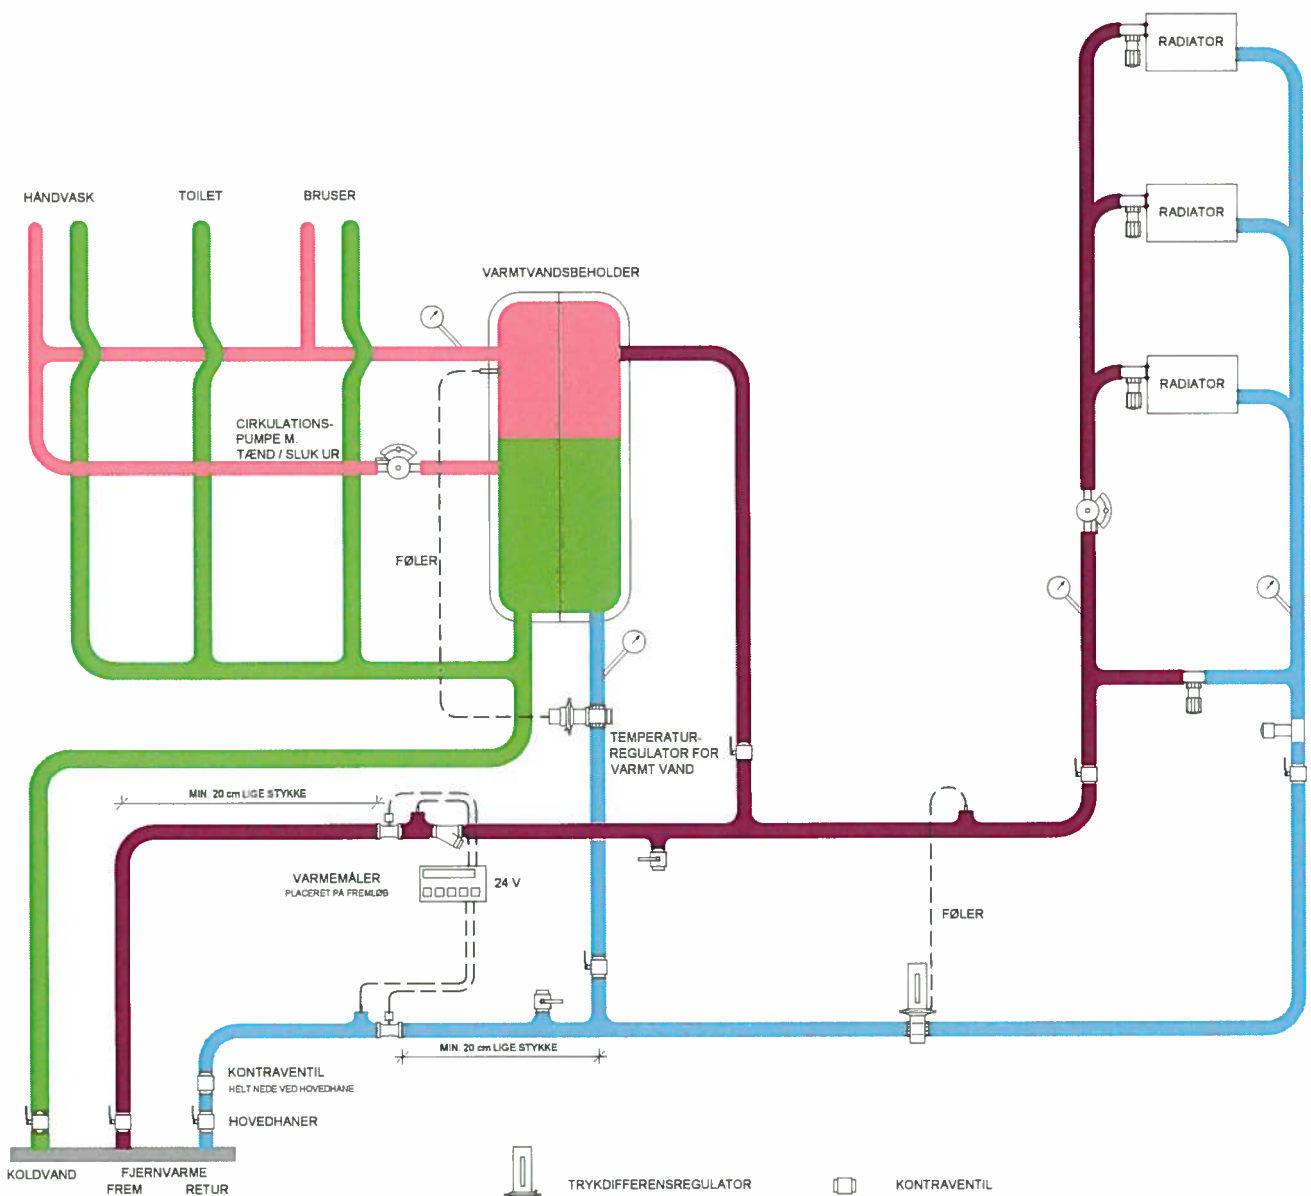 RADIATOR
HÅNDVASK
TOILET
BRUSER
RADIATOR
VARMTVANDSBEHOLDER
RADIATOR
CIRKULATIONS-
PUMPE M.
TÆND / SLUK UR
FØLER
TEMPERATUR-
REGULATOR FOR
VARMT VAND
MIN. 20 cm LIGE STYKKE
VARMEMÅLER
PLACERET PÅ FREMLØB
24 V
FØLER
MIN. 20 cm LIGE STYKKE
KONTRAVENTIL
HELT NEDE VED HOVEDHANE
HOVEDHANER
KOLDVAND
FJERNVARME
FREM
RETUR
TRYKDIFFERENSREGULATOR
KONTRAVENTIL